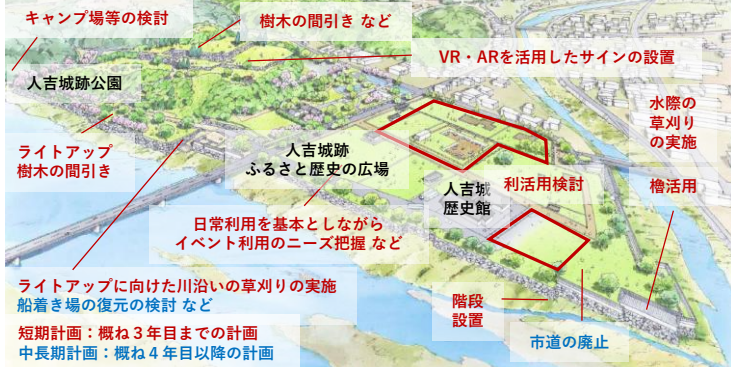 キャンプ場等の検討
樹木の間引き など
VR・ARを活用したサインの設置
人吉城跡公園
水際の
草刈り
の実施
ライトアップ
樹木の間引き
人吉城跡
ふるさと歴史の広場
人吉城
歴史館
利活用検討
櫓活用
日常利用を基本としながら
イベント利用のニーズ把握 など
ライトアップに向けた川沿いの草刈りの実施
船着き場の復元の検討 など
階段
設置
市道の廃止
短期計画：概ね３年目までの計画
中長期計画：概ね４年目以降の計画